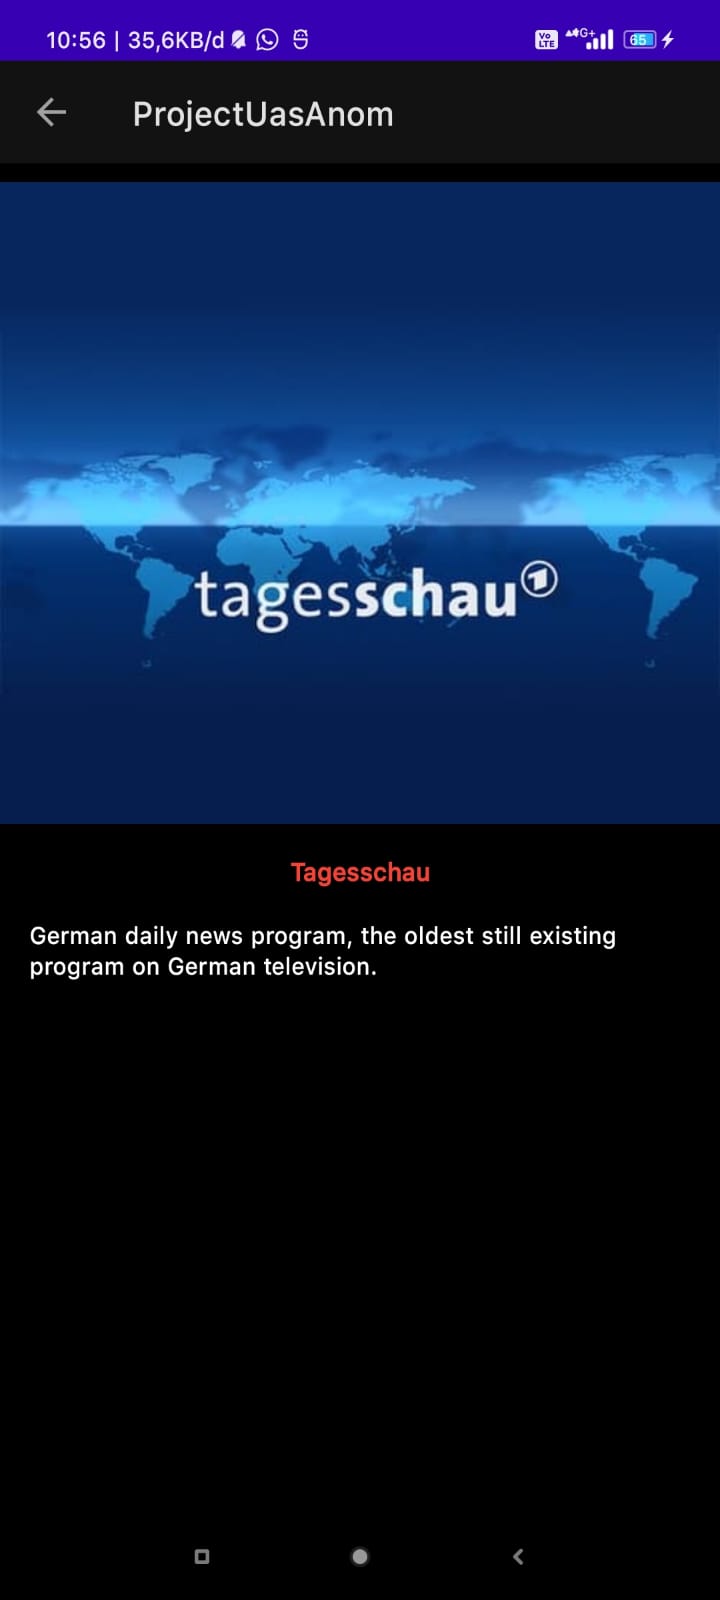 10:56 | 35,6KB/d
Vo LTE
4G+
65
ProjectUasAnom
tagesschau
Tagesschau
German daily news program, the oldest still existing
program on German television.